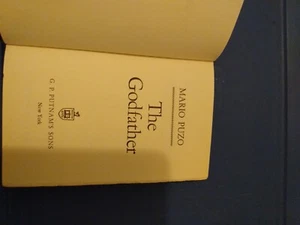 MARIO PUZO
The
Godfather
G. P. PUTNAM'S SONS
New York